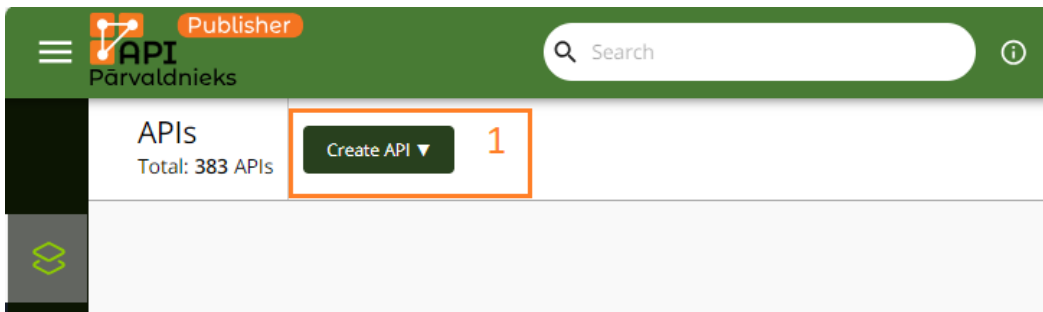 Publisher
API
Pārvaldnieks
Search
APIs
Total: 383 APIs
Create API ▼
1